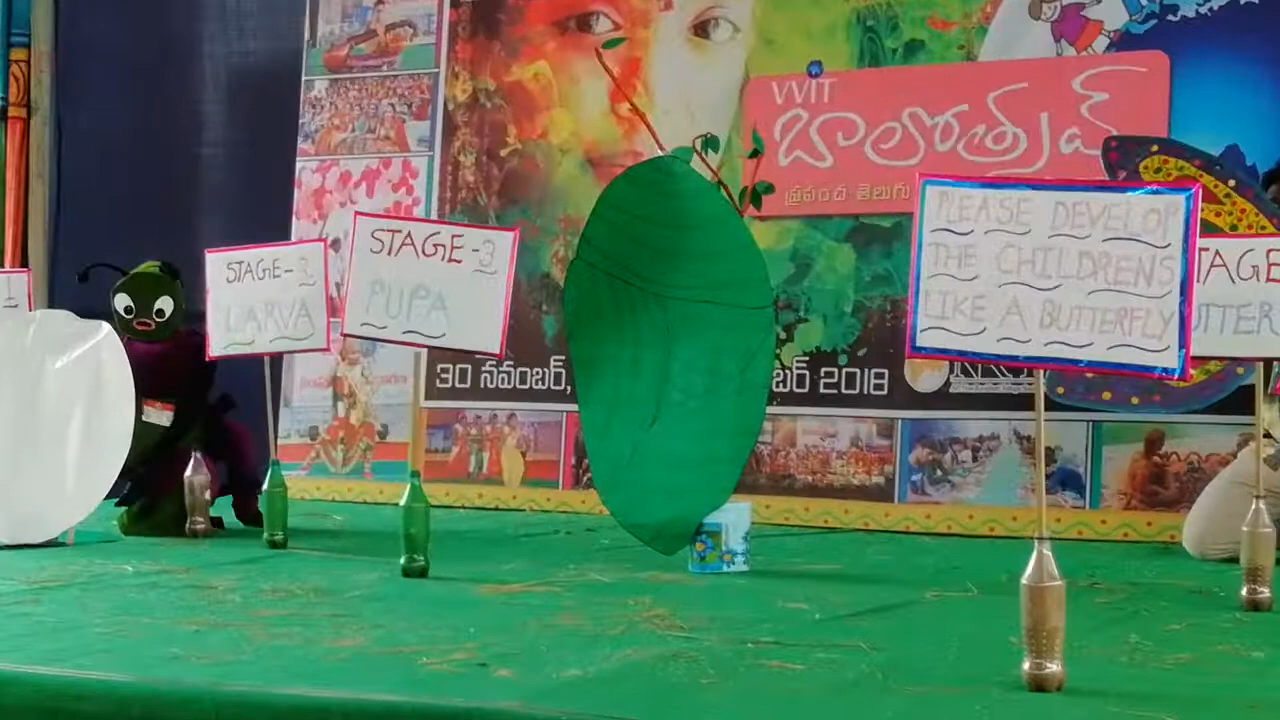 VVIT
బాలోత్సవ్
ప్రపంచ తెలుగు
STAGE-2
LARVA
STAGE-3
PUPA
PLEASE DEVELOP
THE CHILDRENS
LIKE A BUTTERFLY
TAGE
UTTER
30 నవంబర్,
బర్ 2018